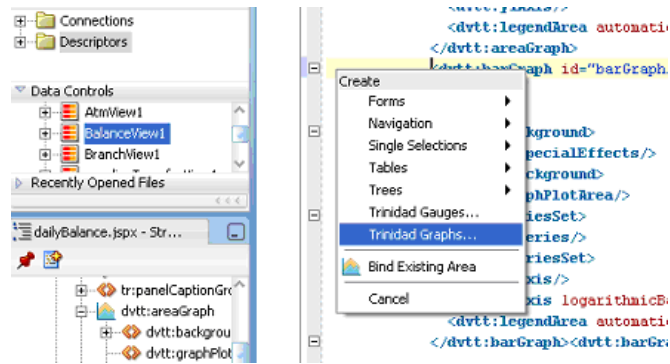 Connections
Descriptors
Data Controls
AtmView1
BalanceView1
BranchView1
Recently Opened Files
dailyBalance.jspx - Str...
tr:panelCaptionGr
dvtt:areaGraph
dvtt:backgrou
dvtt:graphPlot
<dvtt:legendArea automati
</dvtt:areaGraph>
<dvtt:barGraph id="barGraph
Create
Forms
Navigation
Single Selections
Tables
Trees
Trinidad Gauges...
Trinidad Graphs...
Bind Existing Area
Cancel
kground>
pecialEffects/>
ckground>
phPlotArea/>
iesSet>
eries/>
riesSet>
xis/>
xis logarithmicBa
<dvtt:legendArea automatic
</dvtt:barGraph><dvtt:barGra